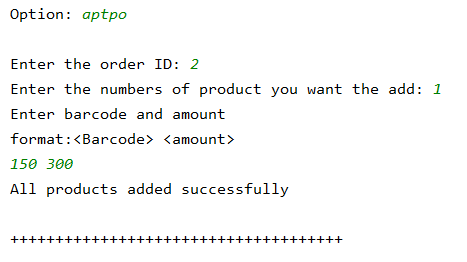 Option: aptpo
Enter the order ID: 2
Enter the numbers of product you want the add: 1
Enter barcode and amount
format:<Barcode> <amount>
150 300
All products added successfully
+++++++++++++++++++++++++++++++++++++